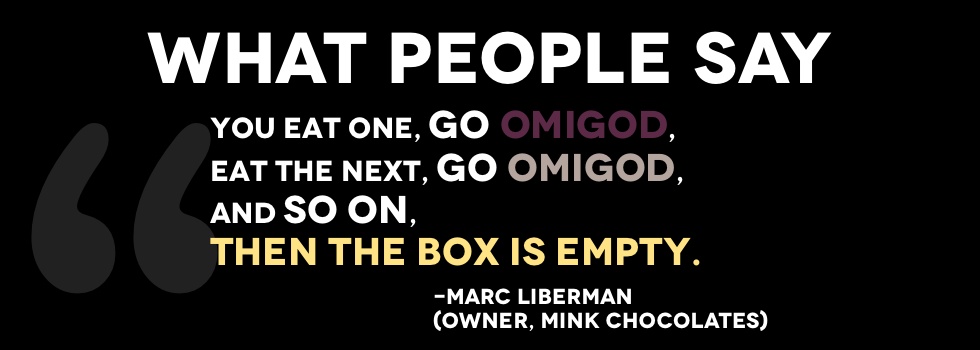 WHAT PEOPLE SAY
YOU EAT ONE, GO OMIGOD,
EAT THE NEXT, GO OMIGOD,
AND SO ON,
THEN THE BOX IS EMPTY.
-MARC LIBERMAN
(OWNER, MINK CHOCOLATES)